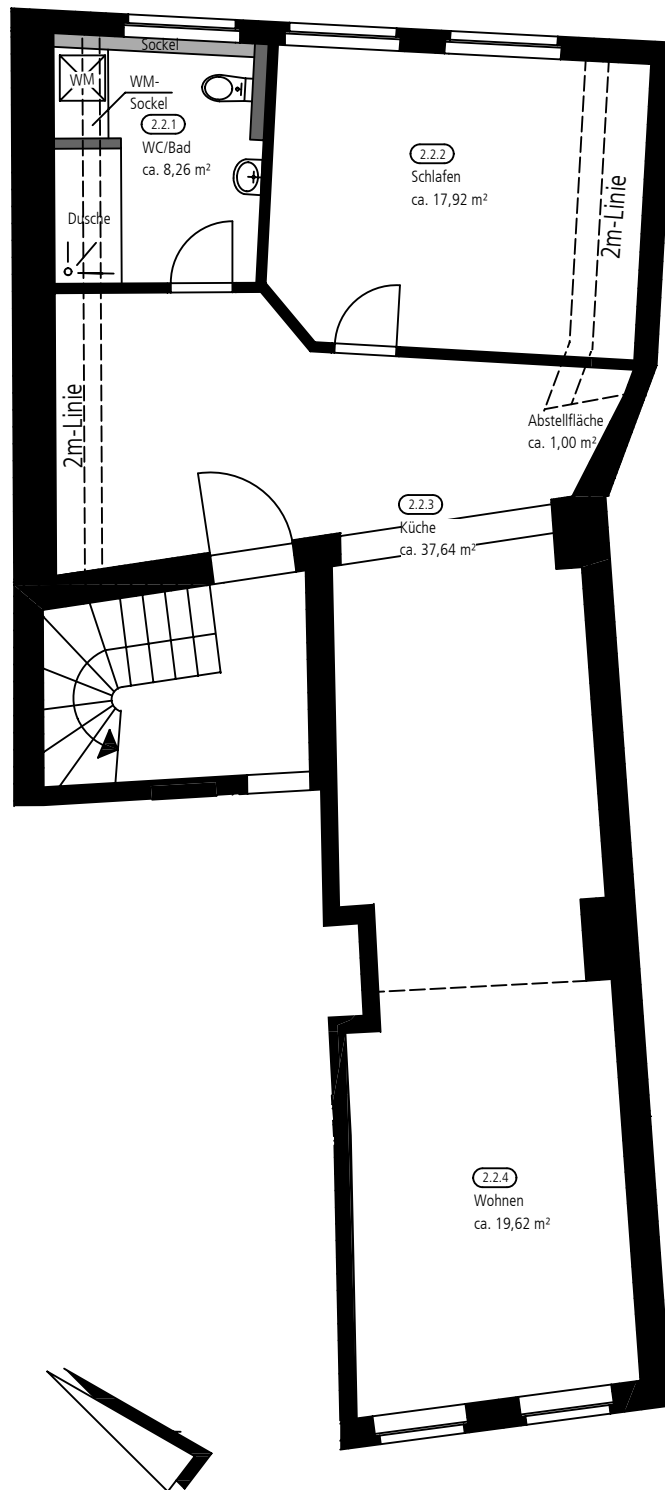 Sockel
WM
WM-
Sockel
2.2.1
WC/Bad
ca. 8,26 m²
Dusche
2.2.2
Schlafen
ca. 17,92 m²
2m-Linie
2m-Linie
Abstellfläche
ca. 1,00 m²
2.2.3
Küche
ca. 37,64 m²
2.2.4
Wohnen
ca. 19,62 m²